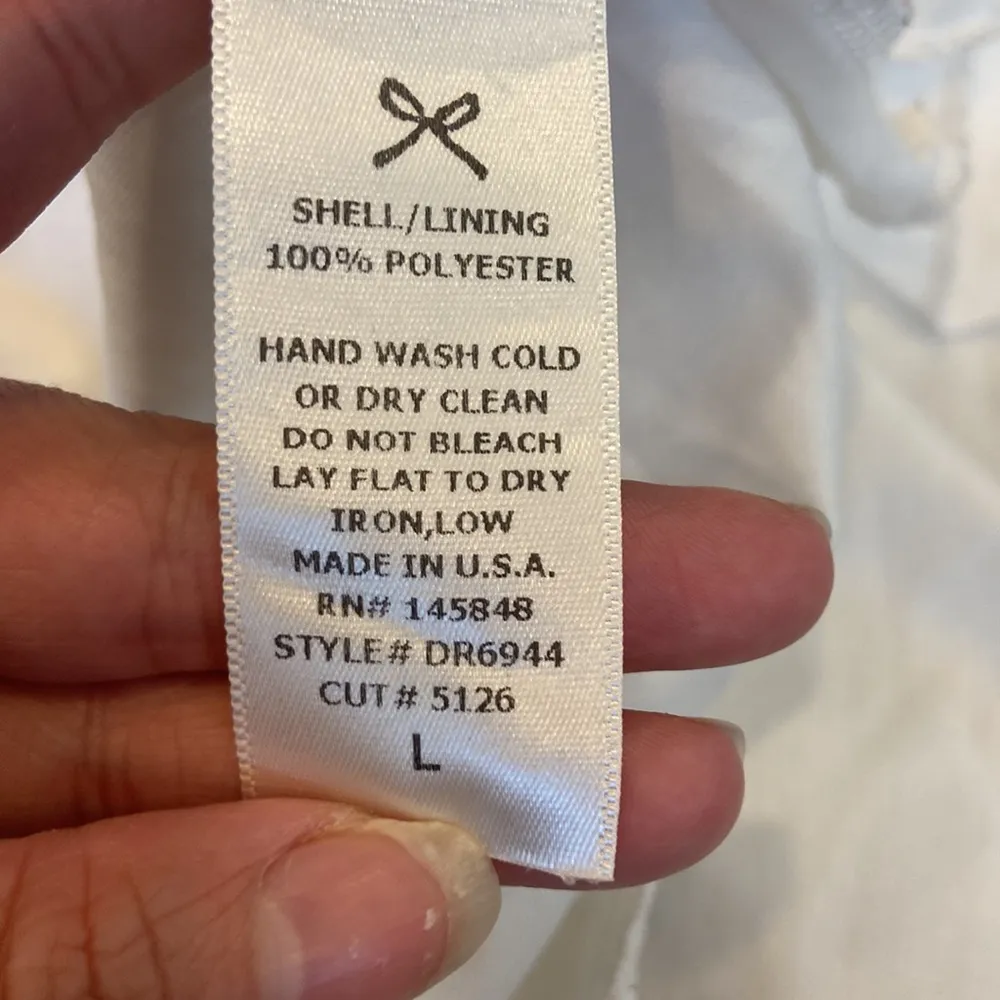 SHELL/LINING
100% POLYESTER
HAND WASH COLD
OR DRY CLEAN
DO NOT BLEACH
LAY FLAT TO DRY
IRON,LOW
MADE IN U.S.A.
RN# 145848
STYLE# DR6944
CUT# 5126
L